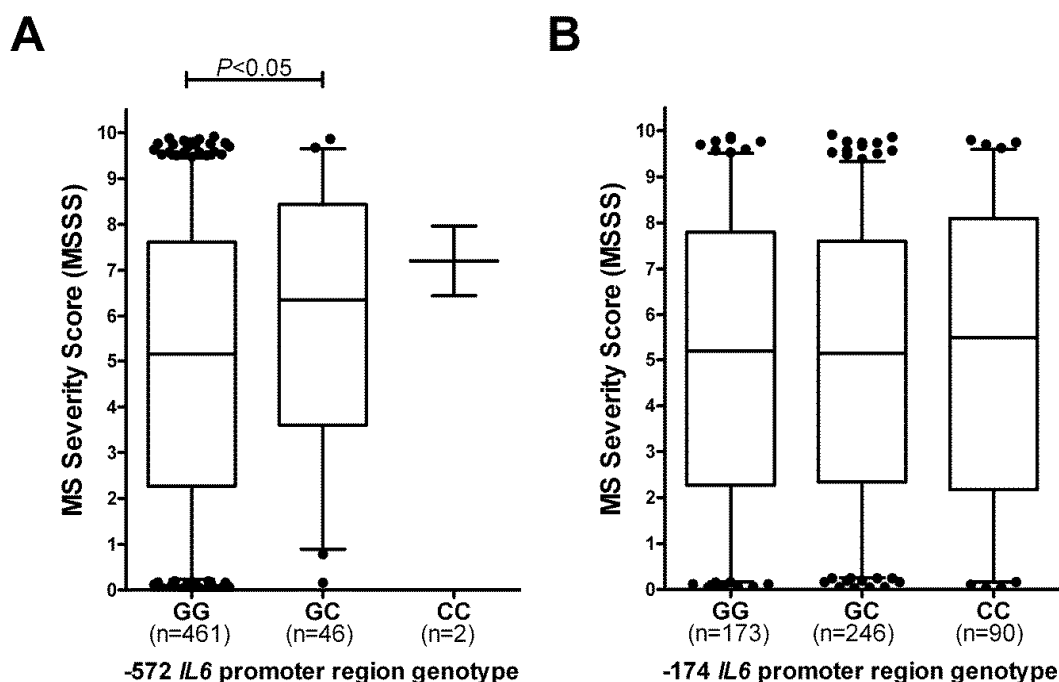 A
P<0.05
MS Severity Score (MSSS)
10
9
8
7
6
5
4
3
2
1
0
GG GC CC
(n=461) (n=46) (n=2)
-572 IL6 promoter region genotype
B
MS Severity Score (MSSS)
10
9
8
7
6
5
4
3
2
1
0
GG GC CC
(n=173) (n=246) (n=90)
-174 IL6 promoter region genotype